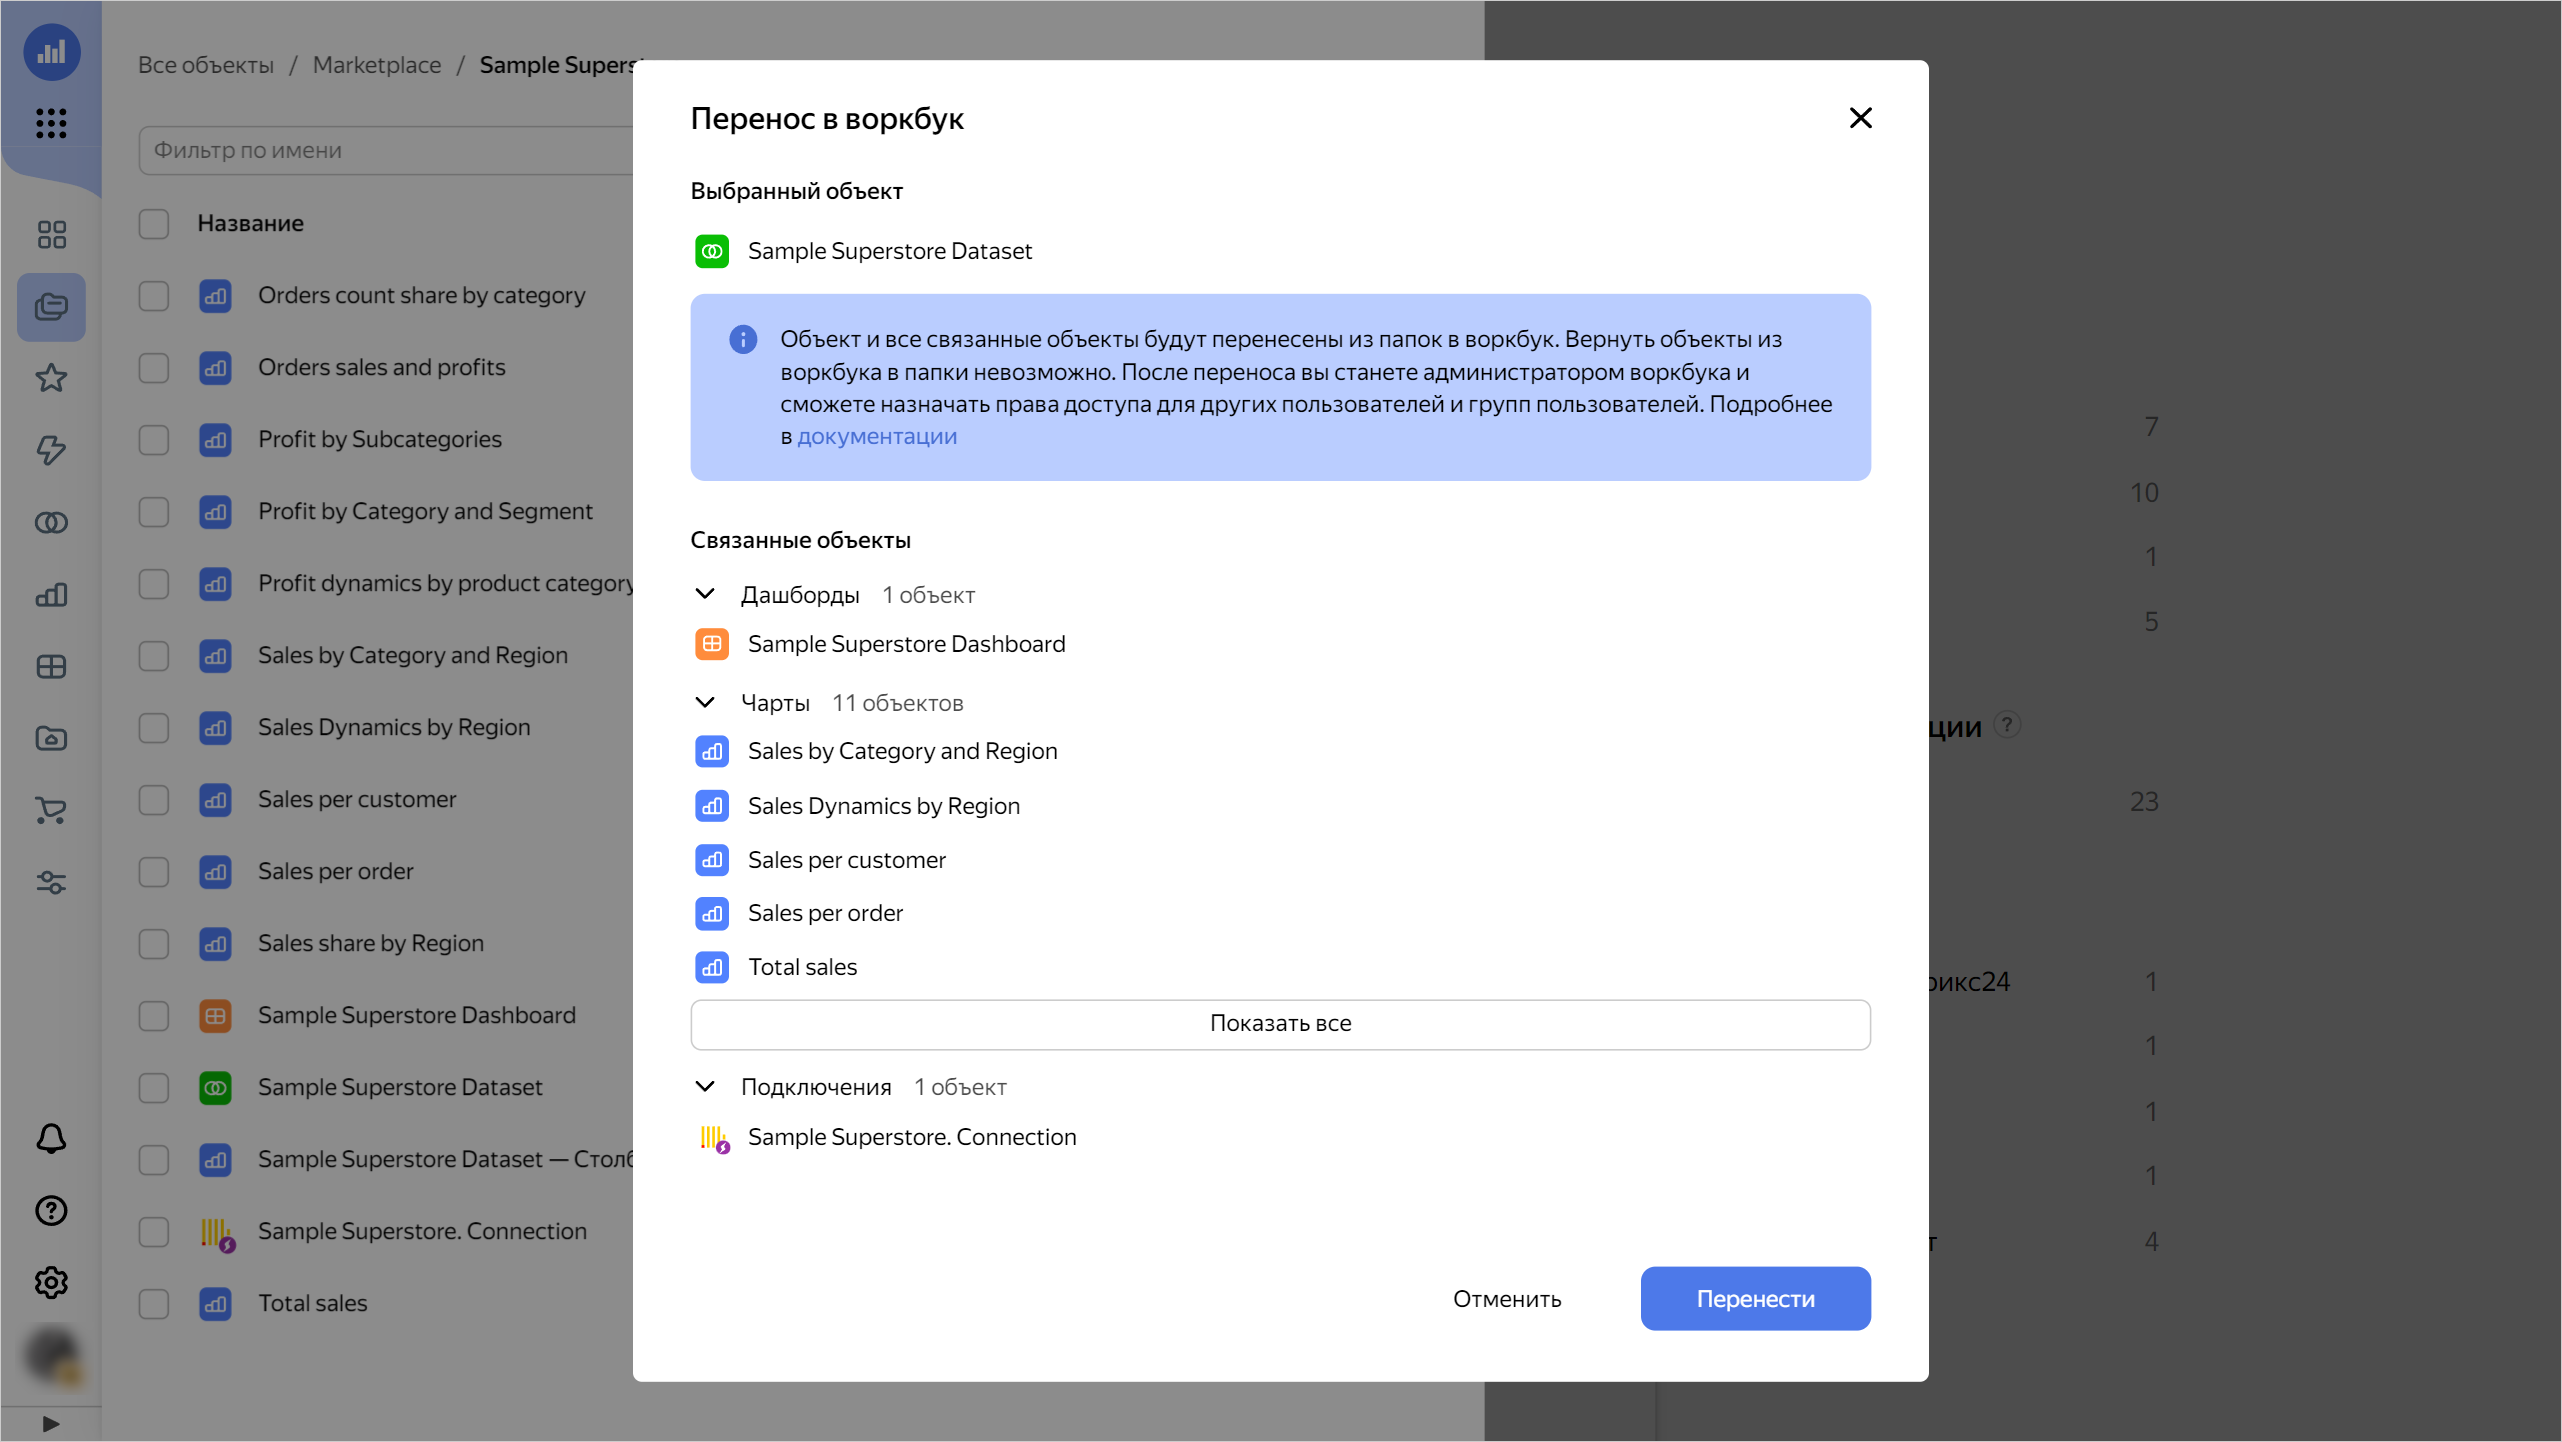 Все объекты / Marketplace / Sample Superst
Фильтр по имени
Название
Orders count share by category
Orders sales and profits
Profit by Subcategories
Profit by Category and Segment
Profit dynamics by product category
Sales by Category and Region
Sales Dynamics by Region
Sales per customer
Sales per order
Sales share by Region
Sample Superstore Dashboard
Sample Superstore Dataset
Sample Superstore Dataset — Столб
Sample Superstore. Connection
Total sales
Перенос в воркбук
Выбранный объект
Sample Superstore Dataset
Объект и все связанные объекты будут перенесены из папок в воркбук. Вернуть объекты из
воркбука в папки невозможно. После переноса вы станете администратором воркбука и
сможете назначать права доступа для других пользователей и групп пользователей. Подробнее
в документации
Связанные объекты
Дашборды 1 объект
Sample Superstore Dashboard
Чарты 11 объектов
Sales by Category and Region
Sales Dynamics by Region
Sales per customer
Sales per order
Total sales
Показать все
Подключения 1 объект
Sample Superstore. Connection
Отменить
Перенести
7
10
1
5
ции ?
23
рикс24 1
1
1
1
т 4